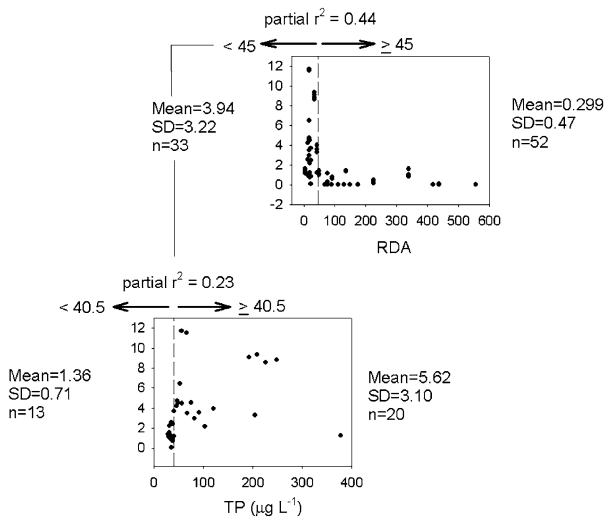 partial r² = 0.44
< 45
≥ 45
Mean=3.94
SD=3.22
n=33
12
10
8
6
4
2
0
-2
0 100 200 300 400 500 600
RDA
Mean=0.299
SD=0.47
n=52
partial r² = 0.23
< 40.5
≥ 40.5
Mean=1.36
SD=0.71
n=13
12
10
8
6
4
2
0
0 100 200 300 400
TP (µg L⁻¹)
Mean=5.62
SD=3.10
n=20